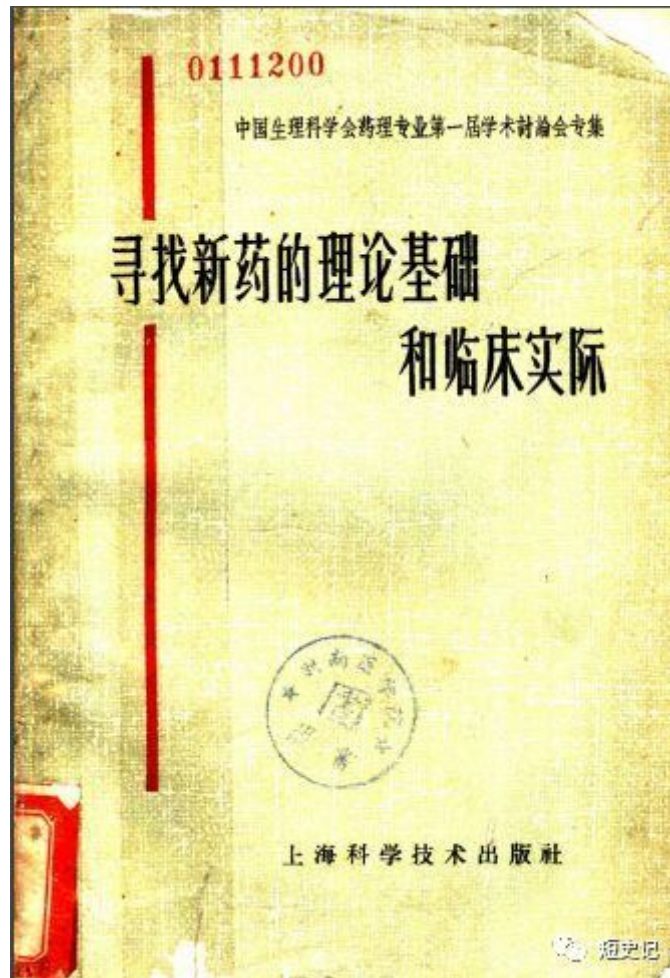 0111200
中国生理科学会药理专业第一届学术討論会专集
寻找新药的理论基础
和临床实际
上海科学技术出版社
短史记